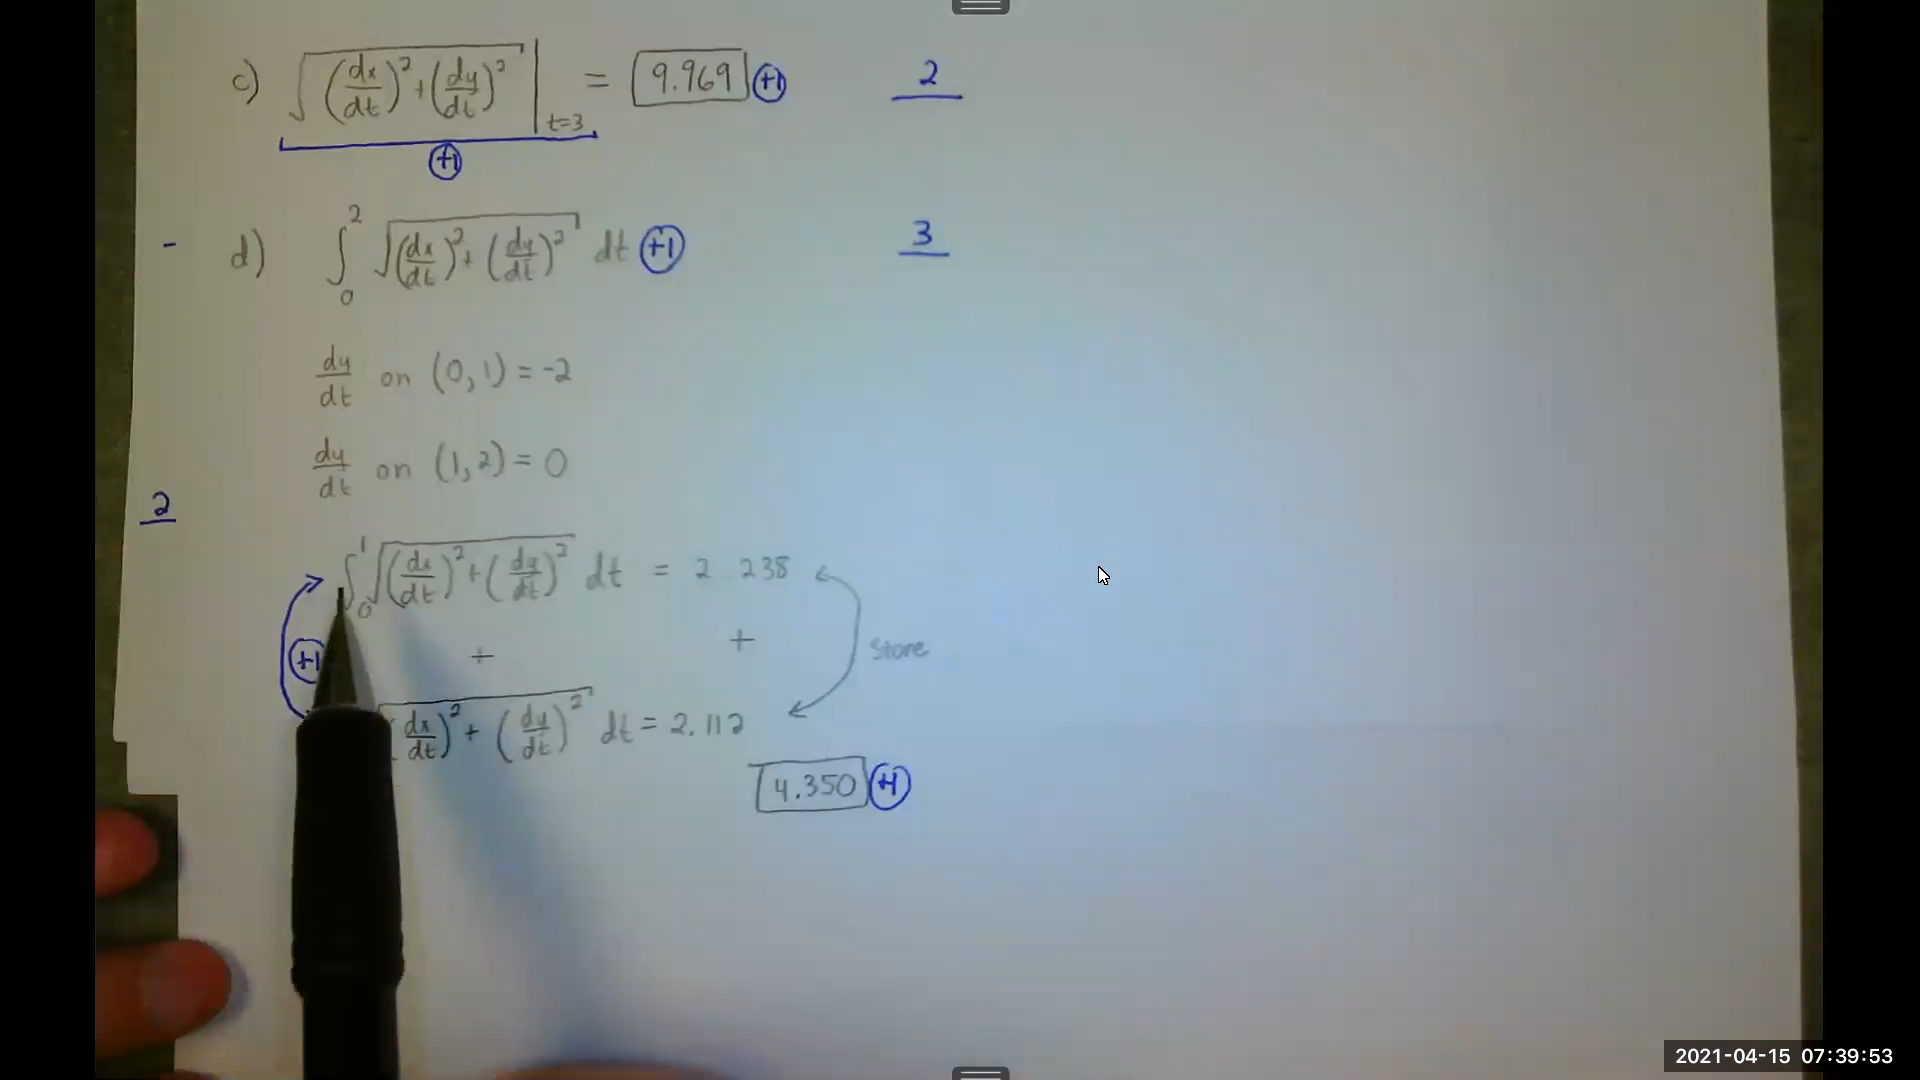 c) √((dx/dt)² + (dy/dt)²) |t=3 = 9.969 +1 2
+1
- d) ∫₀² √((dx/dt)² + (dy/dt)²) dt +1 3
dy/dt on (0,1) = -2
dy/dt on (1,2) = 0
2
∫₀¹ √((dx/dt)² + (dy/dt)²) dt = 2 238
+1 + + Store
√((dx/dt)² + (dy/dt)²) dt = 2.112
4.350 +1
2021-04-15 07:39:53